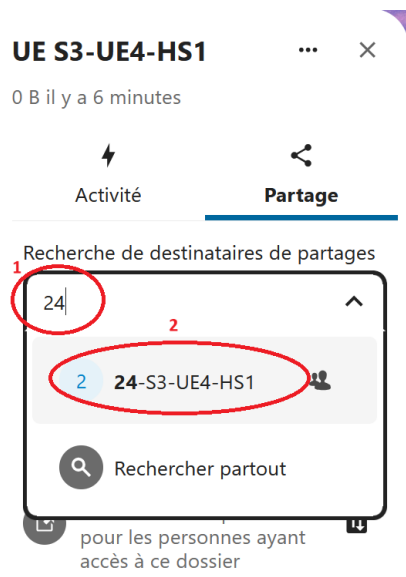 UE S3-UE4-HS1
0 B il y a 6 minutes
Activité
Partage
Recherche de destinataires de partages
1
24
2
2 24-S3-UE4-HS1
Rechercher partout
pour les personnes ayant
accès à ce dossier